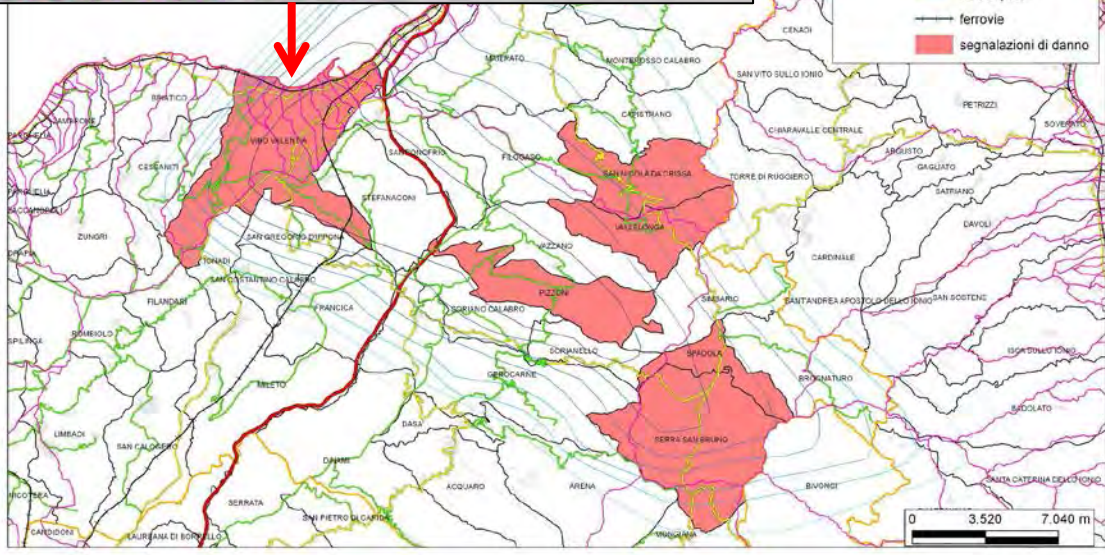 ferrovie
segnalazioni di danno
CENADI
MAIERATO
MONTEROSSO CALABRO
SAN VITO SULLO IONIO
PETRIZZI
BRIATICO
CAPISTRANO
CHIARAVALLE CENTRALE
SOVERATO
VIBO VALENTIA
ARGUSTO
CESSANITI
FILOGASO
GAGLIATO
SAN NICOLA DA CRISSA
TORRE DI RUGGIERO
SATRIANO
STEFANACONI
VALLELONGA
DAVOLI
ZUNGRI
SAN GREGORIO D'IPPONA
VAZZANO
CARDINALE
IONADI
SAN COSTANTINO CALABRO
PIZZONI
SIMBARIO
SANT'ANDREA APOSTOLO DELLO IONIO
SAN SOSTENE
FILANDARI
FRANCICA
SORIANO CALABRO
ROMBIOLO
SPILINGA
SORIANELLO
SPADOLA
ISCA SULLO IONIO
GEROCARNE
BROGNATURO
MILETO
BADOLATO
DASA
LIMBADI
SAN CALOGERO
SERRA SAN BRUNO
DINAMI
ACQUARO
ARENA
BIVONGI
SANTA CATERINA DELLO IONIO
SERRATA
SAN PIETRO DI CARIDA
0 3.520 7.040 m
CANDIDONI
LAUREANA DI BORRELLO
MONGIANA